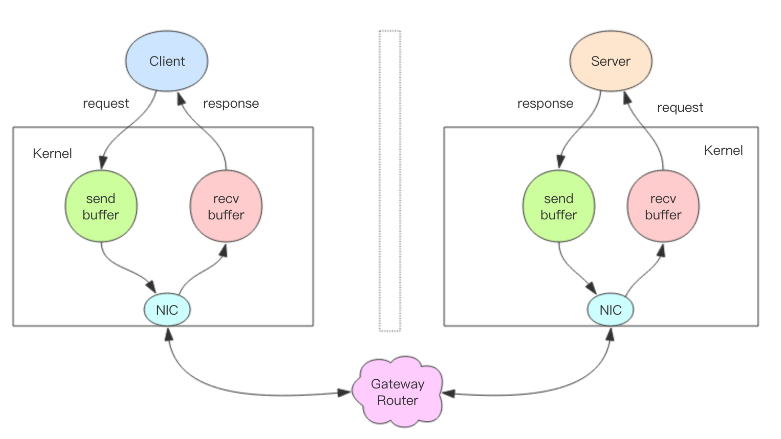 Client
Server
request
response
response
request
Kernel
Kernel
send
buffer
recv
buffer
send
buffer
recv
buffer
NIC
NIC
Gateway
Router